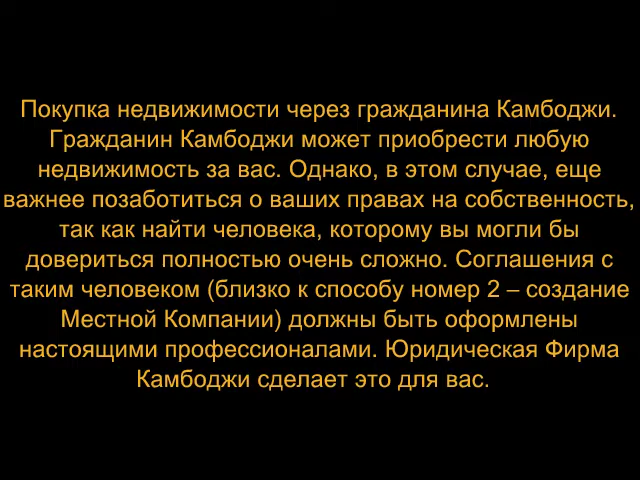 Покупка недвижимости через гражданина Камбоджи.
Гражданин Камбоджи может приобрести любую
недвижимость за вас. Однако, в этом случае, еще
важнее позаботиться о ваших правах на собственность,
так как найти человека, которому вы могли бы
довериться полностью очень сложно. Соглашения с
таким человеком (близко к способу номер 2 – создание
Местной Компании) должны быть оформлены
настоящими профессионалами. Юридическая Фирма
Камбоджи сделает это для вас.